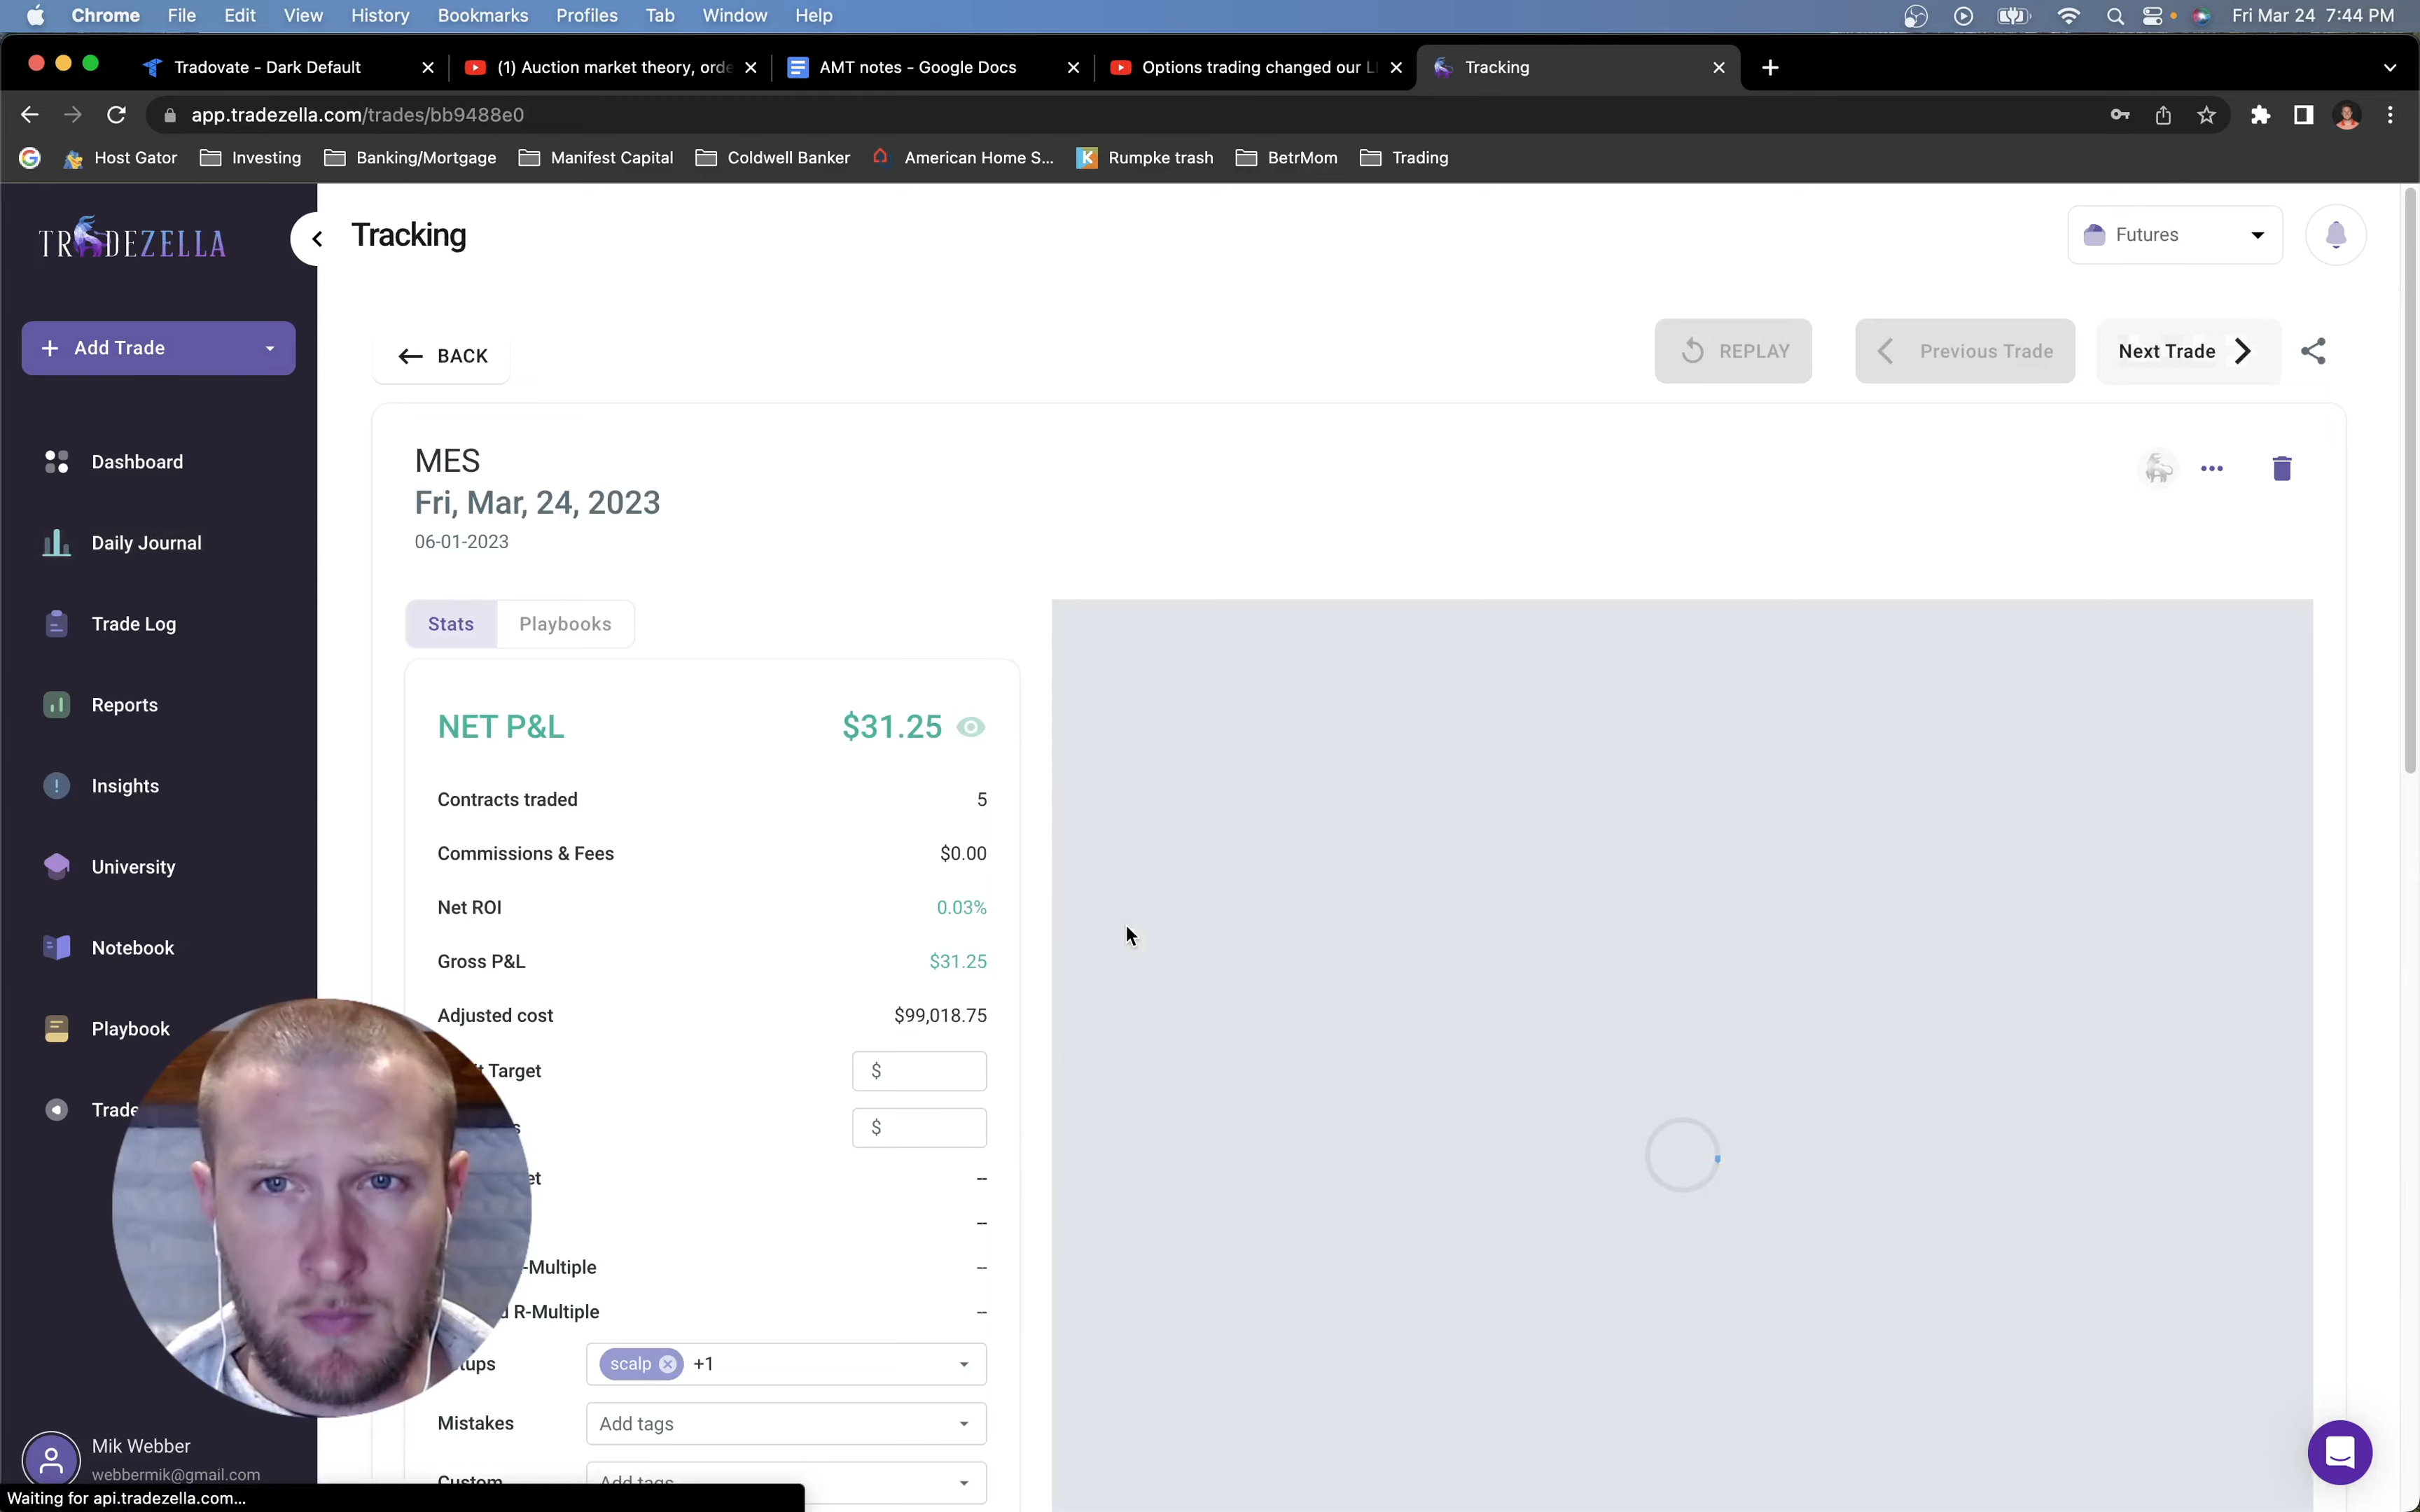 Chrome File Edit View History Bookmarks Profiles Tab Window Help Fri Mar 24 7:44 PM
Tradovate - Dark Default (1) Auction market theory, orde AMT notes - Google Docs Options trading changed our L Tracking
app.tradezella.com/trades/bb9488e0
Host Gator Investing Banking/Mortgage Manifest Capital Coldwell Banker American Home S... Rumpke trash BetrMom Trading
TRADEZELLA
Tracking
Futures
Add Trade
BACK
REPLAY
Previous Trade
Next Trade
Dashboard
Daily Journal
Trade Log
Reports
Insights
University
Notebook
Playbook
Trade
MES
Fri, Mar, 24, 2023
06-01-2023
Stats Playbooks
NET P&L $31.25
Contracts traded 5
Commissions & Fees $0.00
Net ROI 0.03%
Gross P&L $31.25
Adjusted cost $99,018.75
t Target $
s $
et --
--
-Multiple --
d R-Multiple --
tups scalp +1
Mistakes Add tags
Custom Add tags
Mik Webber
webbermik@gmail.com
Waiting for api.tradezella.com...